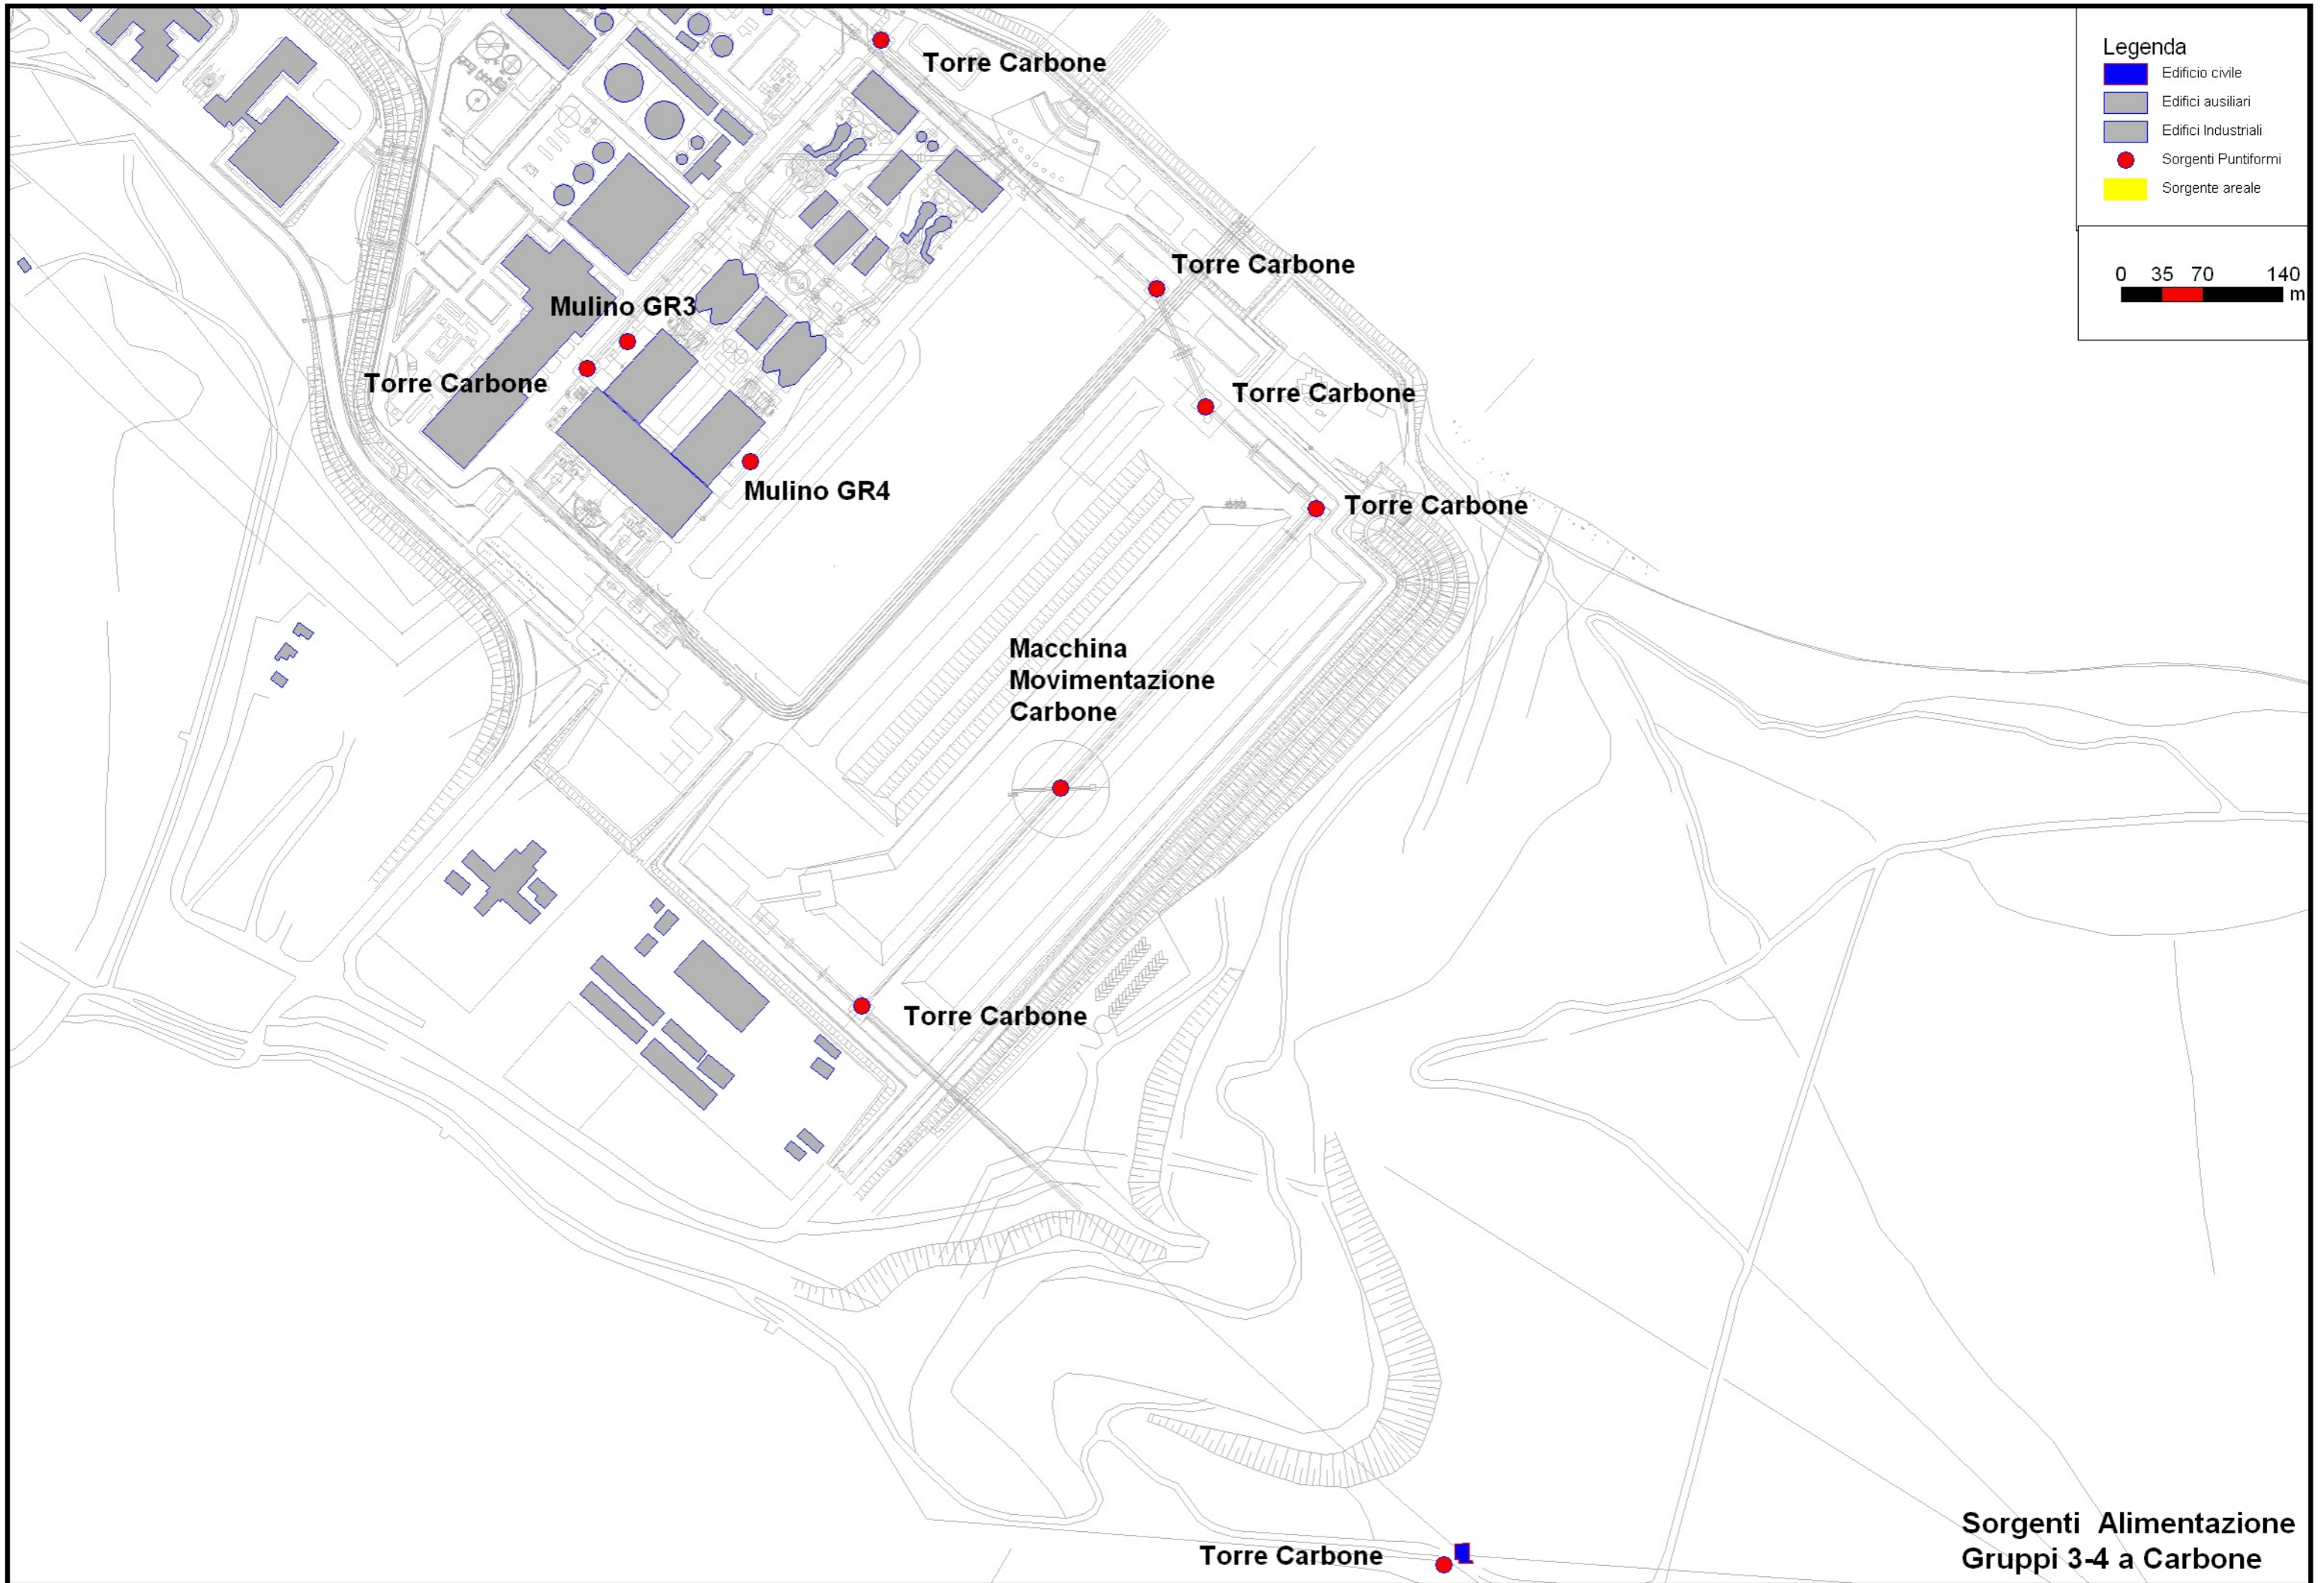 Torre Carbone
Legenda
Edificio civile
Edifici ausiliari
Edifici Industriali
Sorgenti Puntiformi
Sorgente areale
0 35 70 140
m
Torre Carbone
Mulino GR3
Torre Carbone
Torre Carbone
Mulino GR4
Torre Carbone
Macchina
Movimentazione
Carbone
Torre Carbone
Torre Carbone
Sorgenti Alimentazione
Gruppi 3-4 a Carbone